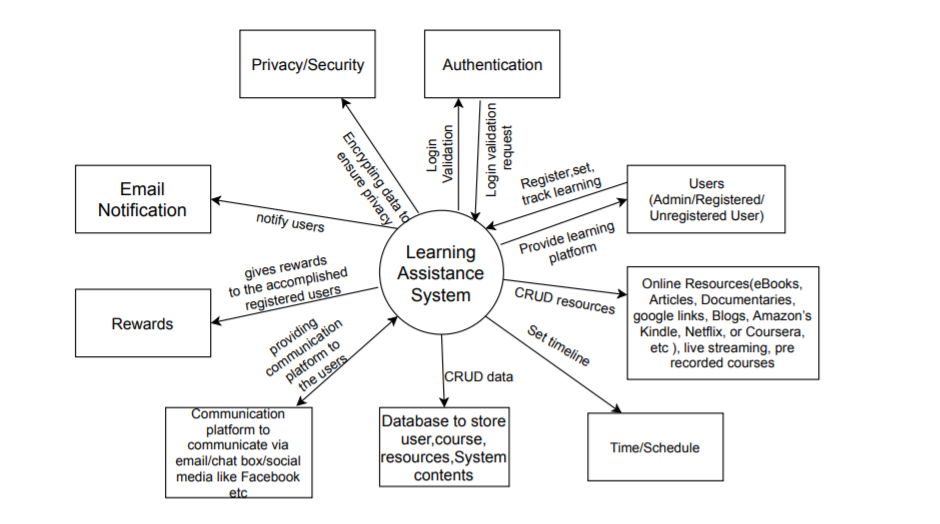 Privacy/Security
Authentication
Encrypting data to
ensure privacy
Login
Validation
Login validation
request
Email
Notification
notify users
Register,set,
track learning
Users
(Admin/Registered/
Unregistered User)
Provide learning
platform
Learning
Assistance
System
gives rewards
to the accomplished
registered users
Rewards
CRUD resources
Online Resources(eBooks,
Articles, Documentaries,
google links, Blogs, Amazon's
Kindle, Netflix, or Coursera,
etc ), live streaming, pre
recorded courses
providing
communication
platform to
the users
CRUD data
Set timeline
Communication
platform to
communicate via
email/chat box/social
media like Facebook
etc
Database to store
user,course,
resources,System
contents
Time/Schedule